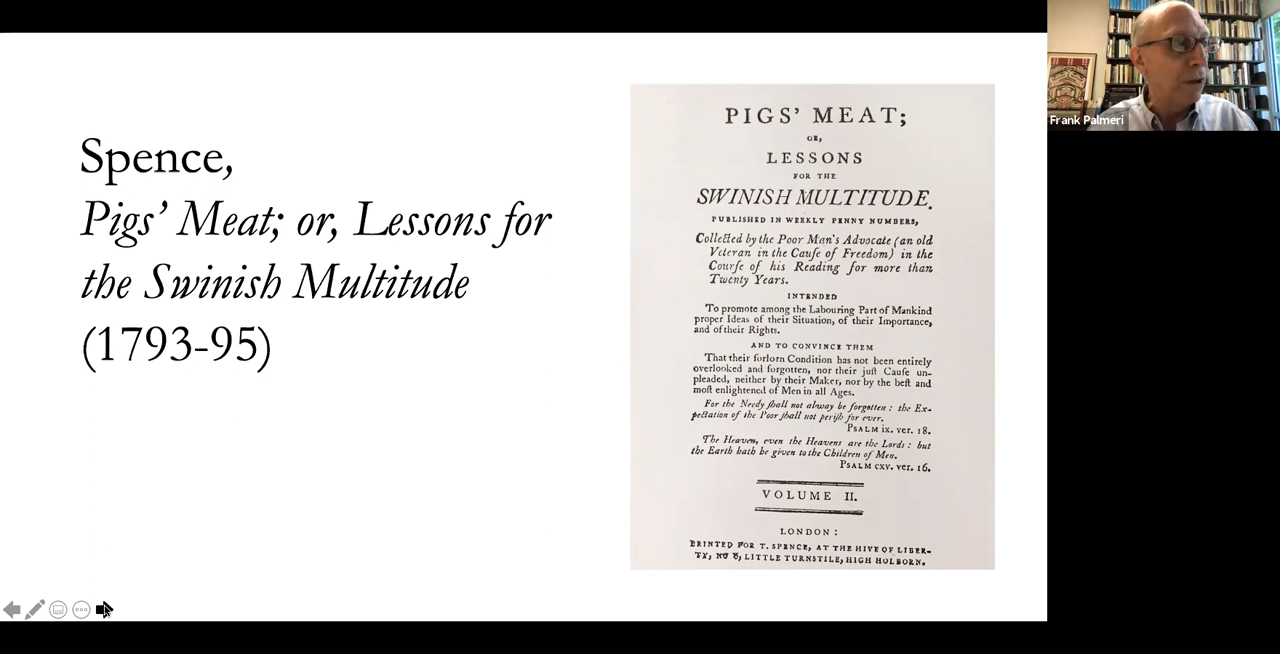 Spence,
Pigs’ Meat; or, Lessons for
the Swinish Multitude
(1793-95)
PIGS’ MEAT;
OR,
LESSONS
FOR THE
SWINISH MULTITUDE.
PUBLISHED IN WEEKLY PENNY NUMBERS,
Collected by the Poor Man's Advocate (an old
Veteran in the Cauſe of Freedom) in the
Courſe of his Reading for more than
Twenty Years.
INTENDED
To promote among the Labouring Part of Mankind
proper Ideas of their Situation, of their Importance,
and of their Rights.
AND TO CONVINCE THEM
That their forlorn Condition has not been entirely
overlooked and forgotten, nor their juſt Cauſe un-
pleaded, neither by their Maker, nor by the beſt and
moſt enlightened of Men in all Ages.
For the Needy ſhall not alway be forgotten : the Ex-
pectation of the Poor ſhall not periſh for ever.
PSALM ix. ver. 18.
The Heaven, even the Heavens are the Lords : but
the Earth hath he given to the Children of Men.
PSALM cxv. ver. 16.
VOLUME II.
LONDON :
PRINTED FOR T. SPENCE, AT THE HIVE OF LIBER-
TY, NO 8, LITTLE TURNSTILE, HIGH HOLBORN.
Frank Palmeri